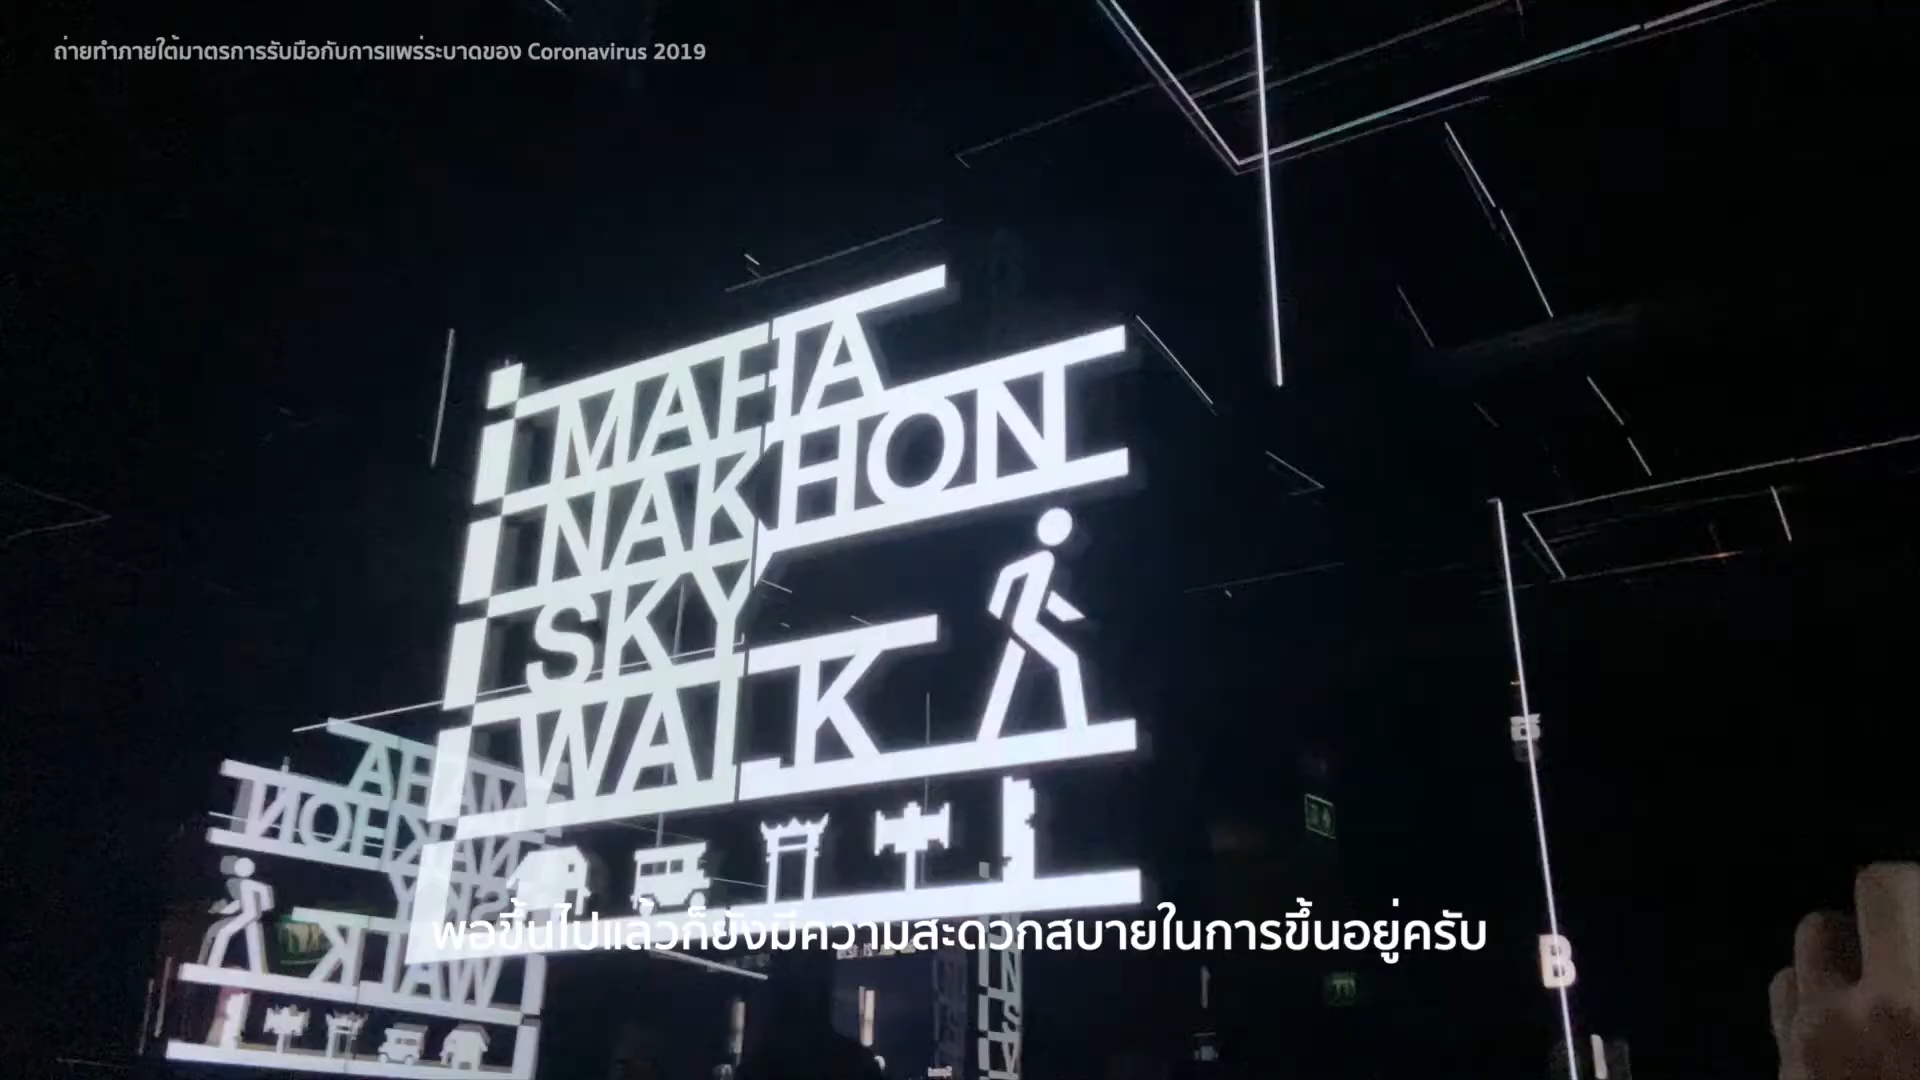 ถ่ายทำภายใต้มาตรการรับมือกับการแพร่ระบาดของ Coronavirus 2019
MAHA
NAKHON
SKY
WALK
พอขึ้นไปแล้วก็ยังมีความสะดวกสบายในการขึ้นอยู่ครับ
MAHA
NAKHON
SKY
WALK
B